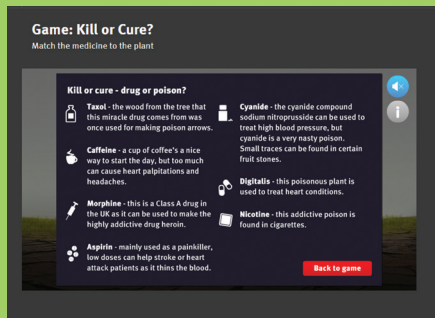 Game: Kill or Cure?
Match the medicine to the plant
Kill or cure - drug or poison?
Taxol - the wood from the tree that
this miracle drug comes from was
once used for making poison arrows.
Caffeine - a cup of coffee's a nice
way to start the day, but too much
can cause heart palpitations and
headaches.
Morphine - this is a Class A drug in
the UK as it can be used to make the
highly addictive drug heroin.
Aspirin - mainly used as a painkiller,
low doses can help stroke or heart
attack patients as it thins the blood.
Cyanide - the cyanide compound
sodium nitroprusside can be used to
treat high blood pressure, but
cyanide is a very nasty poison.
Small traces can be found in certain
fruit stones.
Digitalis - this poisonous plant is
used to treat heart conditions.
Nicotine - this addictive poison is
found in cigarettes.
Back to game